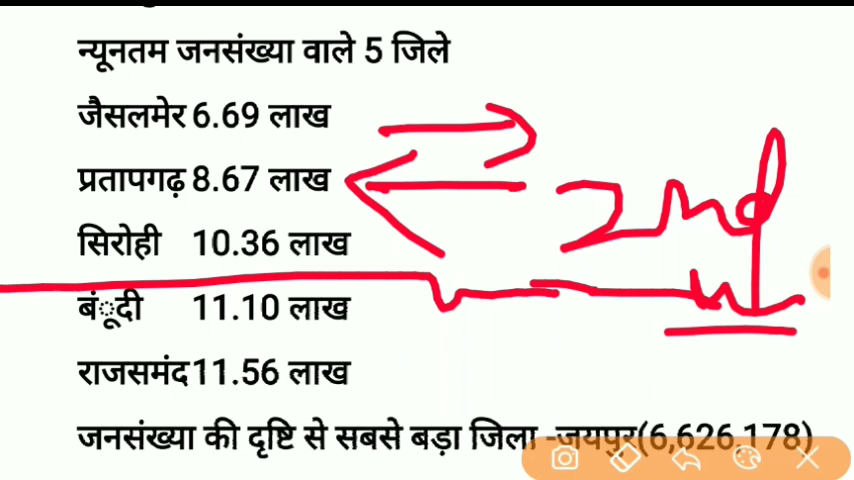 न्यूनतम जनसंख्या वाले 5 जिले
जैसलमेर 6.69 लाख
प्रतापगढ़ 8.67 लाख
2nd
सिरोही 10.36 लाख
बंूदी 11.10 लाख
राजसमंद 11.56 लाख
जनसंख्या की दृष्टि से सबसे बड़ा जिला -जयपुर(6,626,178)